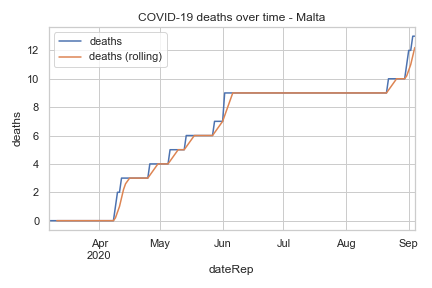 COVID-19 deaths over time - Malta
deaths
deaths (rolling)
12
10
8
6
4
2
0
deaths
Apr May Jun Jul Aug Sep
2020
dateRep